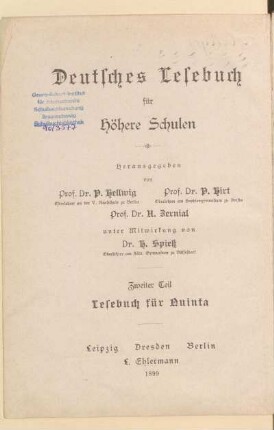 Deutsches Lesebuch
für
Höhere Schulen
Herausgegeben
von
Prof. Dr. P. Hellwig Prof. Dr. P. Hirt
Prof. Dr. U. Zernial
unter Mitwirkung von
Dr. H. Spieß
Zweiter Teil
Lesebuch für Quinta
Leipzig Dresden Berlin
L. Ehlermann
1899